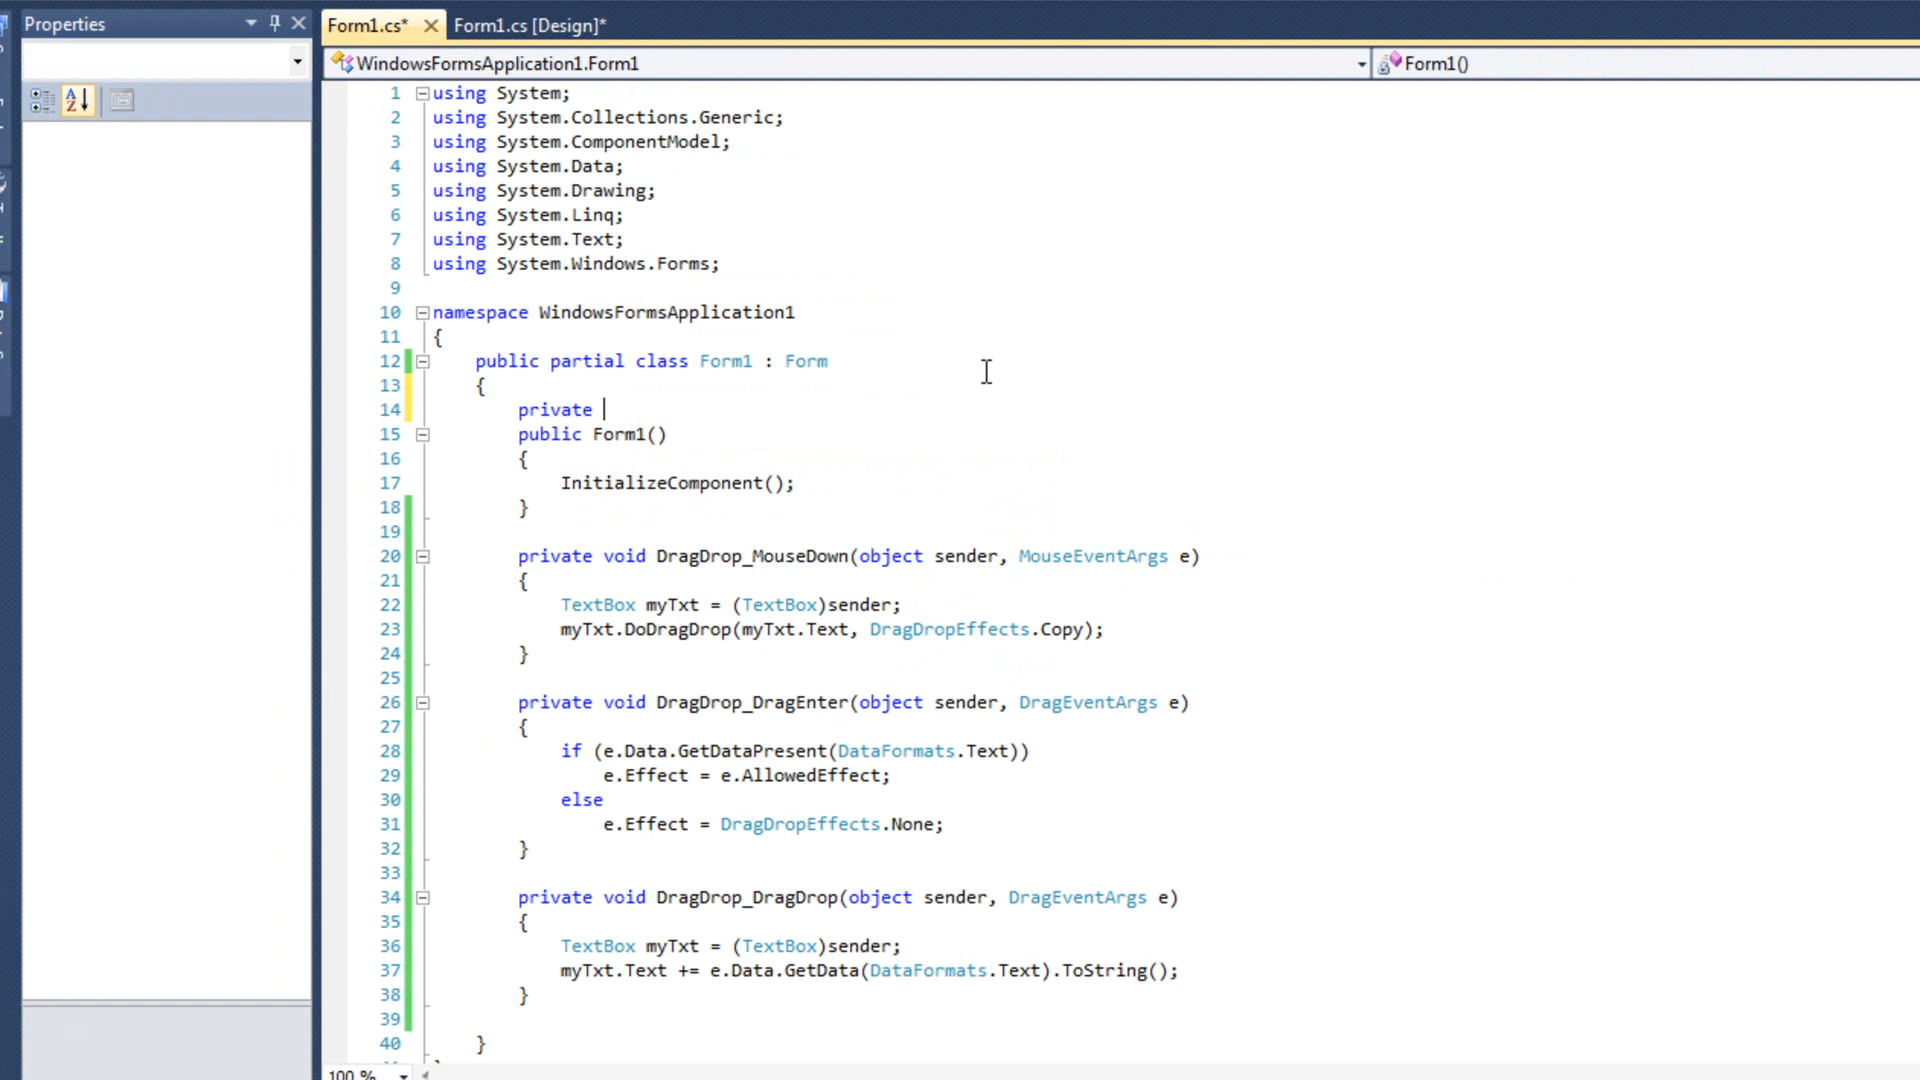 Properties
Form1.cs*
Form1.cs [Design]*
WindowsFormsApplication1.Form1
Form1()
1 using System;
2 using System.Collections.Generic;
3 using System.ComponentModel;
4 using System.Data;
5 using System.Drawing;
6 using System.Linq;
7 using System.Text;
8 using System.Windows.Forms;
9
10 namespace WindowsFormsApplication1
11 {
12 public partial class Form1 : Form
13 {
14 private
15 public Form1()
16 {
17 InitializeComponent();
18 }
19
20 private void DragDrop_MouseDown(object sender, MouseEventArgs e)
21 {
22 TextBox myTxt = (TextBox)sender;
23 myTxt.DoDragDrop(myTxt.Text, DragDropEffects.Copy);
24 }
25
26 private void DragDrop_DragEnter(object sender, DragEventArgs e)
27 {
28 if (e.Data.GetDataPresent(DataFormats.Text))
29 e.Effect = e.AllowedEffect;
30 else
31 e.Effect = DragDropEffects.None;
32 }
33
34 private void DragDrop_DragDrop(object sender, DragEventArgs e)
35 {
36 TextBox myTxt = (TextBox)sender;
37 myTxt.Text += e.Data.GetData(DataFormats.Text).ToString();
38 }
39
40 }
100 %